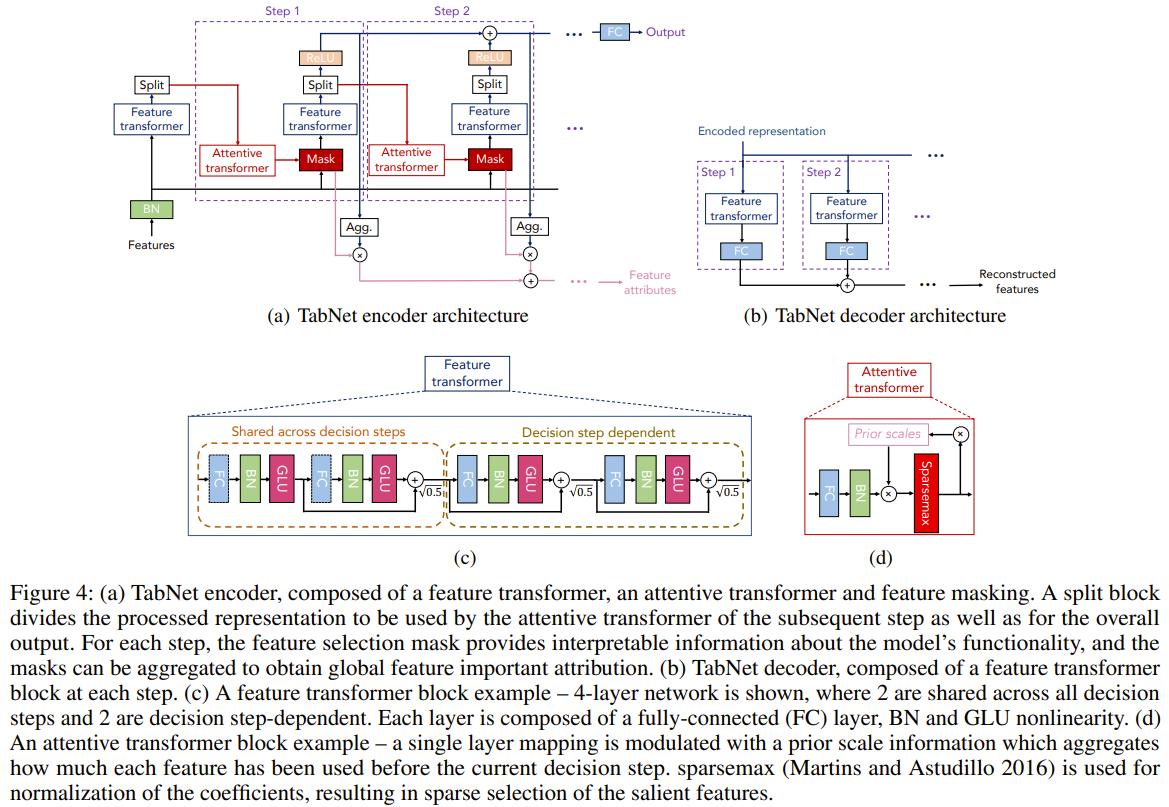 Step 1
Step 2
ReLU
ReLU
+
...
FC
Output
Split
Split
Split
Feature
transformer
Feature
transformer
Feature
transformer
...
Attentive
transformer
Mask
Attentive
transformer
Mask
BN
Features
Agg.
Agg.
×
×
+
...
Feature
attributes
(a) TabNet encoder architecture
Encoded representation
...
Step 1
Step 2
Feature
transformer
Feature
transformer
...
FC
FC
+
...
Reconstructed
features
(b) TabNet decoder architecture
Feature
transformer
Shared across decision steps
Decision step dependent
FC
BN
GLU
FC
BN
GLU
+
√0.5
FC
BN
GLU
+
√0.5
FC
BN
GLU
+
√0.5
(c)
Attentive
transformer
Prior scales
×
FC
BN
×
Sparsemax
(d)
Figure 4: (a) TabNet encoder, composed of a feature transformer, an attentive transformer and feature masking. A split block
divides the processed representation to be used by the attentive transformer of the subsequent step as well as for the overall
output. For each step, the feature selection mask provides interpretable information about the model’s functionality, and the
masks can be aggregated to obtain global feature important attribution. (b) TabNet decoder, composed of a feature transformer
block at each step. (c) A feature transformer block example – 4-layer network is shown, where 2 are shared across all decision
steps and 2 are decision step-dependent. Each layer is composed of a fully-connected (FC) layer, BN and GLU nonlinearity. (d)
An attentive transformer block example – a single layer mapping is modulated with a prior scale information which aggregates
how much each feature has been used before the current decision step. sparsemax (Martins and Astudillo 2016) is used for
normalization of the coefficients, resulting in sparse selection of the salient features.